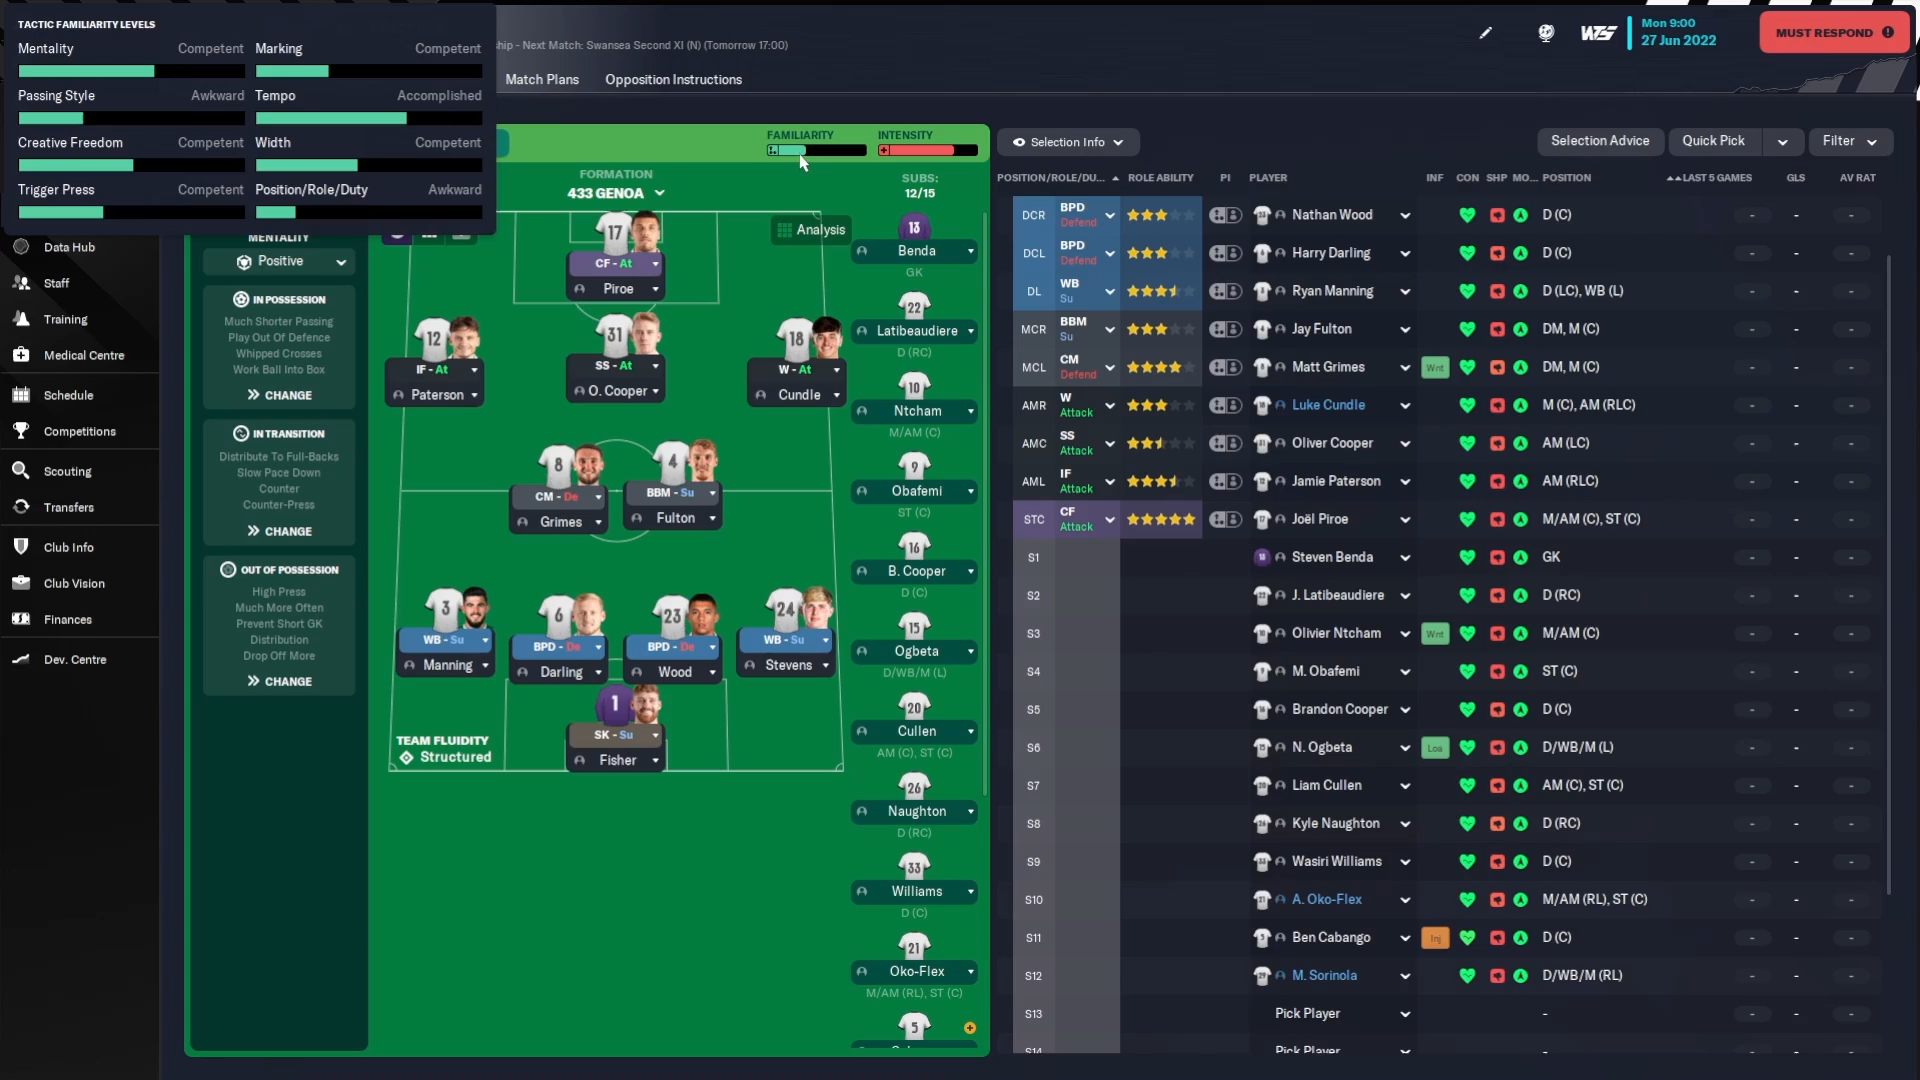 TACTIC FAMILIARITY LEVELS
Mentality Competent Marking Competent
Passing Style Awkward Tempo Accomplished
Creative Freedom Competent Width Competent
Trigger Press Competent Position/Role/Duty Awkward
ship - Next Match: Swansea Second XI (N) (Tomorrow 17:00)
Match Plans Opposition Instructions
Mon 9:00
27 Jun 2022
MUST RESPOND
Data Hub
Staff
Training
Medical Centre
Schedule
Competitions
Scouting
Transfers
Club Info
Club Vision
Finances
Dev. Centre
MENTALITY
Positive
IN POSSESSION
Much Shorter Passing
Play Out Of Defence
Whipped Crosses
Work Ball Into Box
CHANGE
IN TRANSITION
Distribute To Full-Backs
Slow Pace Down
Counter
Counter-Press
CHANGE
OUT OF POSSESSION
High Press
Much More Often
Prevent Short GK
Distribution
Drop Off More
CHANGE
FAMILIARITY INTENSITY
FORMATION
433 GENOA
SUBS:
12/15
Analysis
17
CF - At
Piroe
12
IF - At
Paterson
31
SS - At
O. Cooper
18
W - At
Cundle
8
CM - De
Grimes
4
BBM - Su
Fulton
3
WB - Su
Manning
6
BPD - De
Darling
23
BPD - De
Wood
24
WB - Su
Stevens
1
SK - Su
Fisher
TEAM FLUIDITY
Structured
13
Benda
GK
22
Latibeaudiere
D (RC)
10
Ntcham
M/AM (C)
9
Obafemi
ST (C)
16
B. Cooper
D (C)
15
Ogbeta
D/WB/M (L)
20
Cullen
AM (C), ST (C)
26
Naughton
D (RC)
33
Williams
D (C)
21
Oko-Flex
M/AM (RL), ST (C)
5
Selection Info
Selection Advice Quick Pick Filter
POSITION/ROLE/DU... ROLE ABILITY PI PLAYER INF CON SHP MO... POSITION LAST 5 GAMES GLS AV RAT
DCR BPD Defend Nathan Wood D (C) - - -
DCL BPD Defend Harry Darling D (C) - - -
DL WB Su Ryan Manning D (LC), WB (L) - - -
MCR BBM Su Jay Fulton DM, M (C) - - -
MCL CM Defend Matt Grimes Wnt DM, M (C) - - -
AMR W Attack Luke Cundle M (C), AM (RLC) - - -
AMC SS Attack Oliver Cooper AM (LC) - - -
AML IF Attack Jamie Paterson AM (RLC) - - -
STC CF Attack Joël Piroe M/AM (C), ST (C) - - -
S1 Steven Benda GK - - -
S2 J. Latibeaudiere D (RC) - - -
S3 Olivier Ntcham Wnt M/AM (C) - - -
S4 M. Obafemi ST (C) - - -
S5 Brandon Cooper D (C) - - -
S6 N. Ogbeta Loa D/WB/M (L) - - -
S7 Liam Cullen AM (C), ST (C) - - -
S8 Kyle Naughton D (RC) - - -
S9 Wasiri Williams D (C) - - -
S10 A. Oko-Flex M/AM (RL), ST (C) - - -
S11 Ben Cabango Inj D (C) - - -
S12 M. Sorinola D/WB/M (RL) - - -
S13 Pick Player - - - -
S14 Pick Player